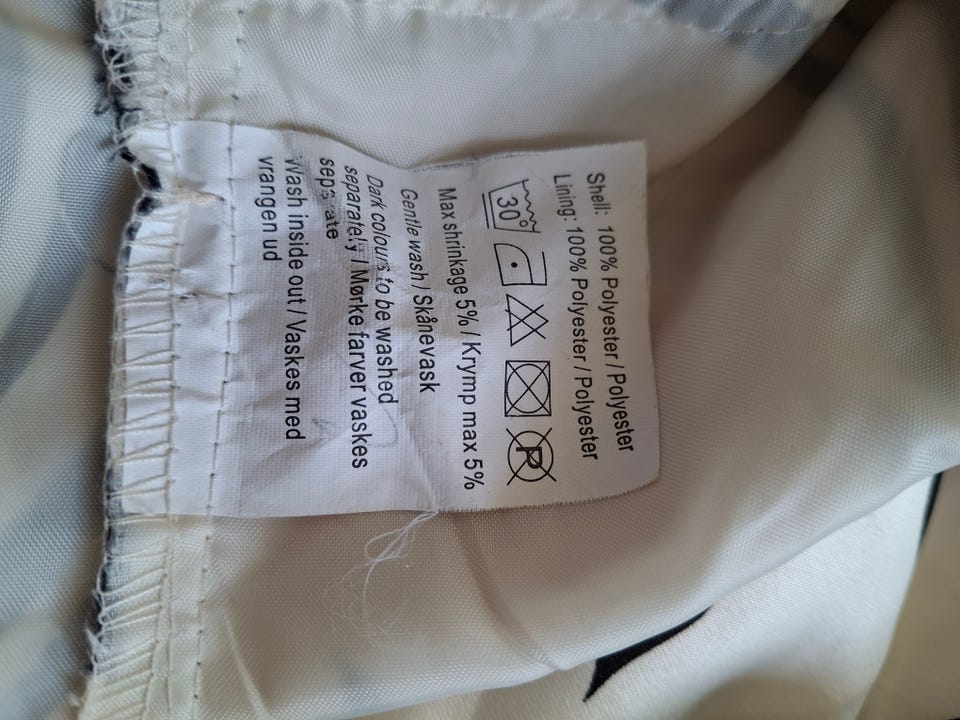 Shell: 100% Polyester / Polyester
Lining: 100% Polyester / Polyester
30° P
Max shrinkage 5% / Krymp max 5%
Gentle wash / Skånevask
Dark colours to be washed
separately / Mørke farver vaskes
separate
Wash inside out / Vaskes med
vrangen ud